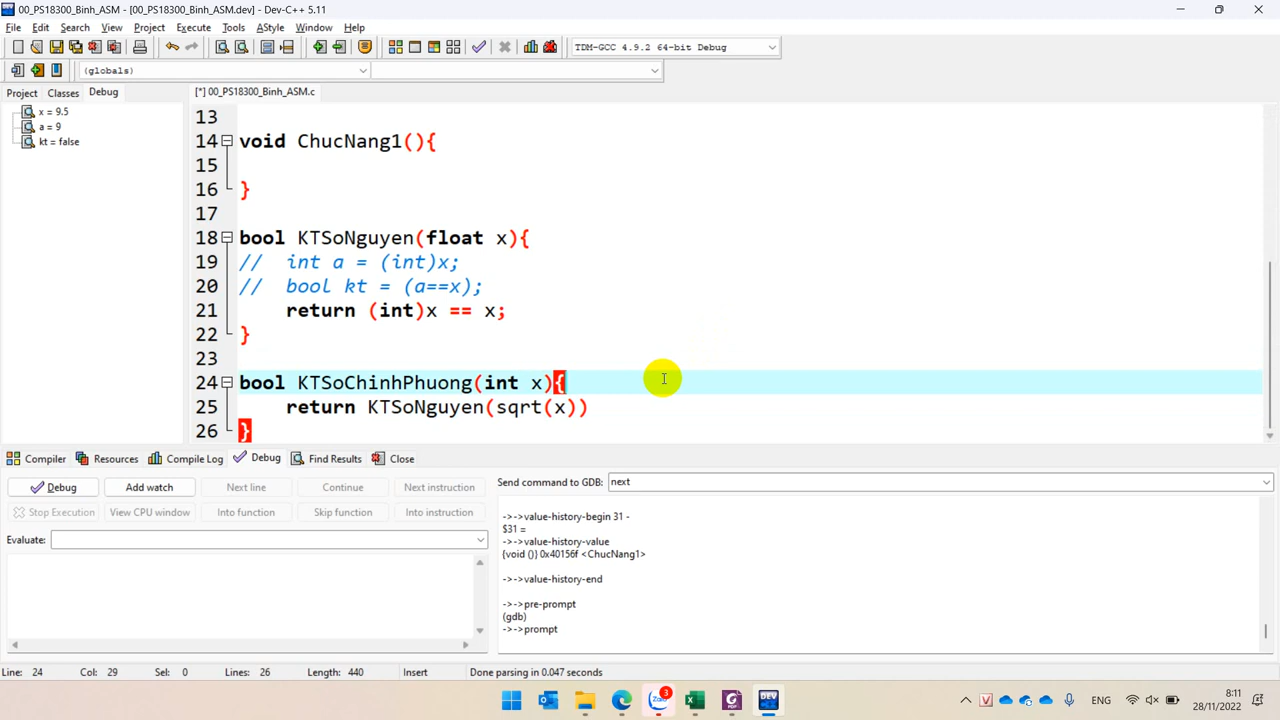 00_PS18300_Binh_ASM - [00_PS18300_Binh_ASM.dev] - Dev-C++ 5.11
File Edit Search View Project Execute Tools AStyle Window Help
TDM-GCC 4.9.2 64-bit Debug
(globals)
Project Classes Debug
[*] 00_PS18300_Binh_ASM.c
x = 9.5
a = 9
kt = false
13
14 void ChucNang1(){
15
16 }
17
18 bool KTSoNguyen(float x){
19 // int a = (int)x;
20 // bool kt = (a==x);
21 return (int)x == x;
22 }
23
24 bool KTSoChinhPhuong(int x){
25 return KTSoNguyen(sqrt(x))
26 }
Compiler Resources Compile Log Debug Find Results Close
Debug Add watch Next line Continue Next instruction
Stop Execution View CPU window Into function Skip function Into instruction
Evaluate:
Send command to GDB: next
->->value-history-begin 31 -
$31 =
->->value-history-value
{void ()} 0x40156f <ChucNang1>
->->value-history-end
->->pre-prompt
(gdb)
->->prompt
Line: 24 Col: 29 Sel: 0 Lines: 26 Length: 440 Insert Done parsing in 0.047 seconds
3
DEV
ENG
8:11
28/11/2022